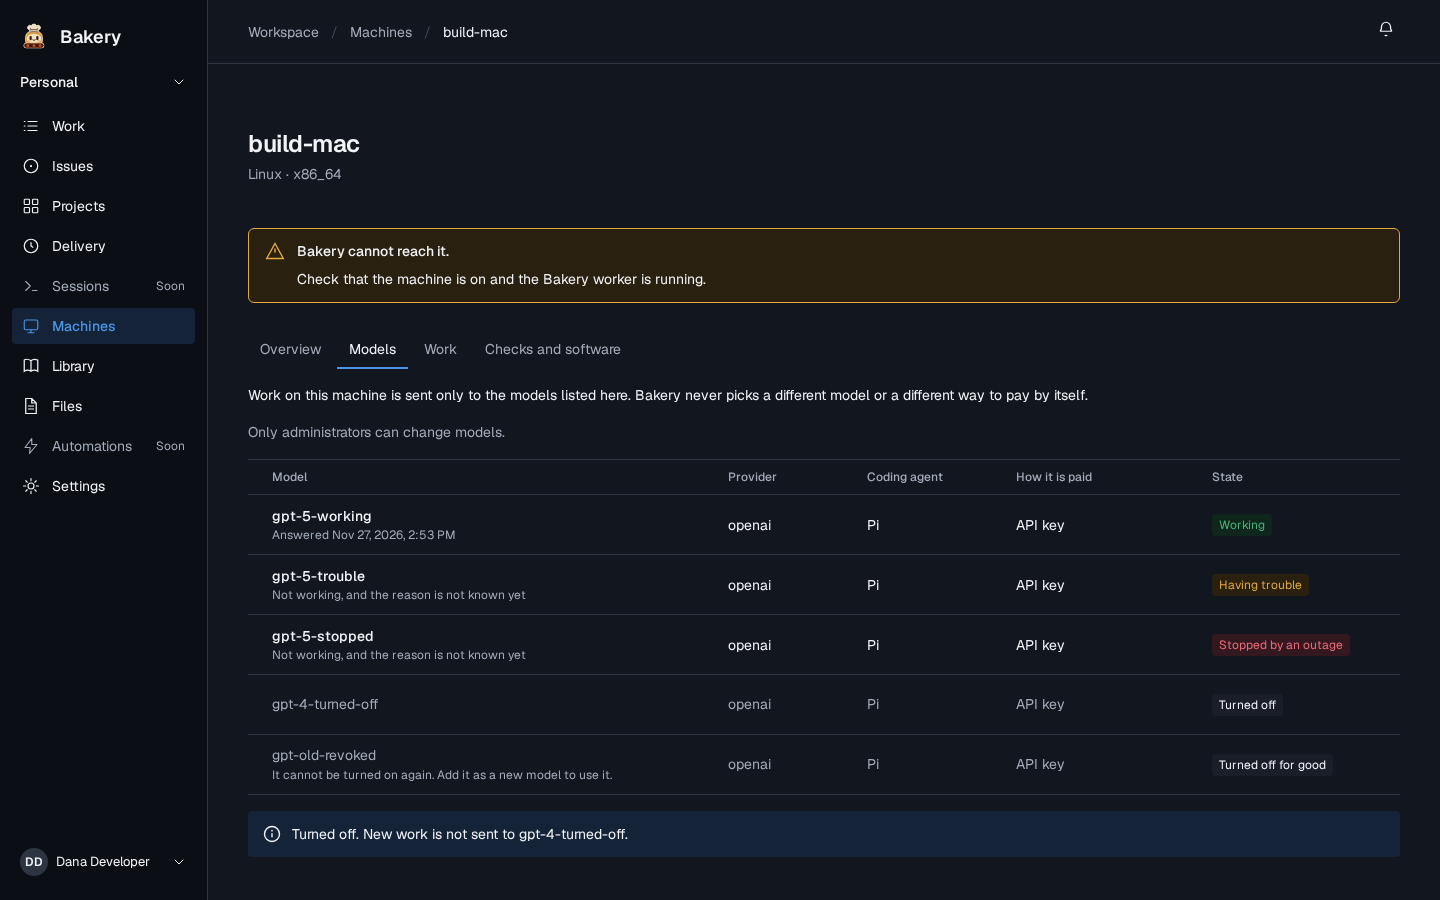 Bakery
Personal
Work
Issues
Projects
Delivery
Sessions Soon
Machines
Library
Files
Automations Soon
Settings
DD Dana Developer
Workspace / Machines / build-mac
build-mac
Linux · x86_64
Bakery cannot reach it.
Check that the machine is on and the Bakery worker is running.
Overview Models Work Checks and software
Work on this machine is sent only to the models listed here. Bakery never picks a different model or a different way to pay by itself.
Only administrators can change models.
Model Provider Coding agent How it is paid State
gpt-5-working openai Pi API key Working
Answered Nov 27, 2026, 2:53 PM
gpt-5-trouble openai Pi API key Having trouble
Not working, and the reason is not known yet
gpt-5-stopped openai Pi API key Stopped by an outage
Not working, and the reason is not known yet
gpt-4-turned-off openai Pi API key Turned off
gpt-old-revoked openai Pi API key Turned off for good
It cannot be turned on again. Add it as a new model to use it.
Turned off. New work is not sent to gpt-4-turned-off.